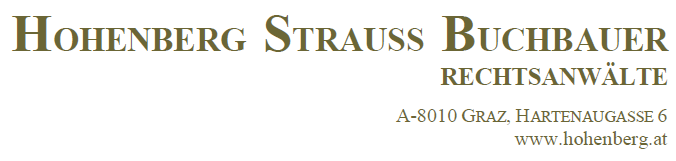 HOHENBERG STRAUSS BUCHBAUER
RECHTSANWÄLTE
A-8010 GRAZ, HARTENAUGASSE 6
www.hohenberg.at